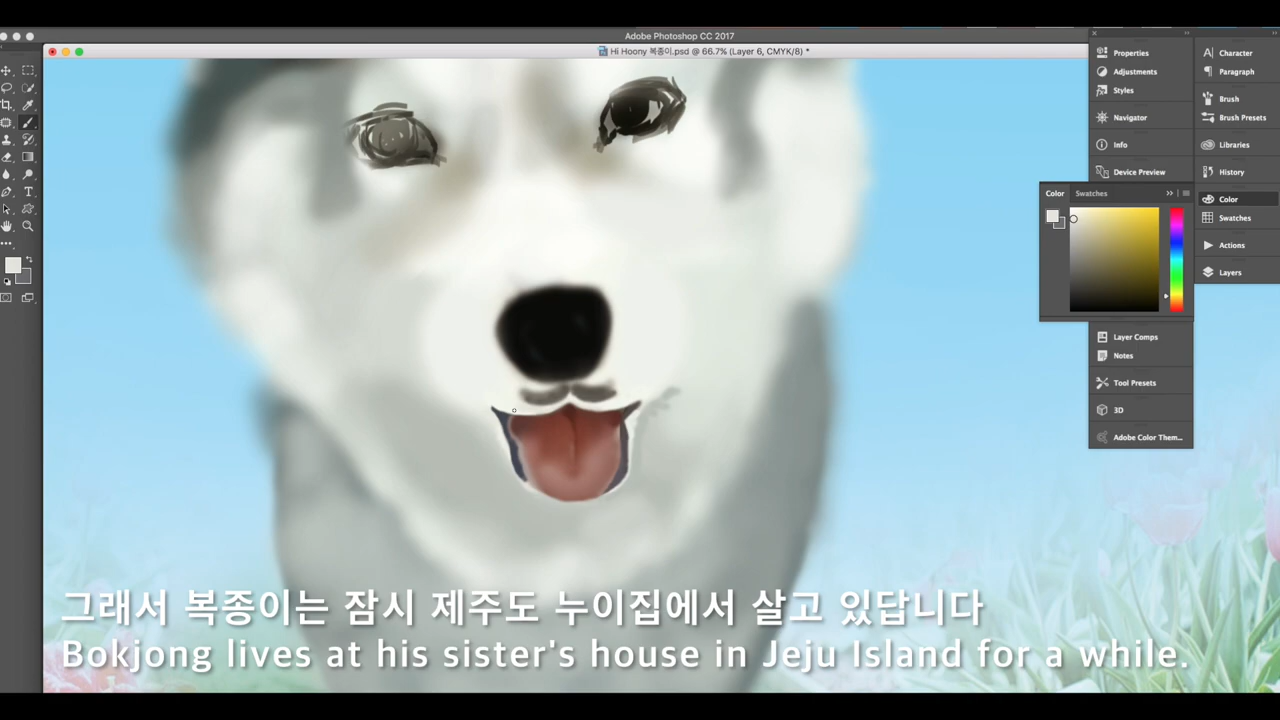 Adobe Photoshop CC 2017
Hi Hoony 복종이.psd @ 66.7% (Layer 6, CMYK/8) *
Properties
Adjustments
Styles
Navigator
Info
Device Preview
Character
Paragraph
Brush
Brush Presets
Libraries
History
Color
Swatches
Actions
Layers
Color Swatches
Layer Comps
Notes
Tool Presets
3D
Adobe Color Them...
그래서 복종이는 잠시 제주도 누이집에서 살고 있답니다
Bokjong lives at his sister's house in Jeju Island for a while.